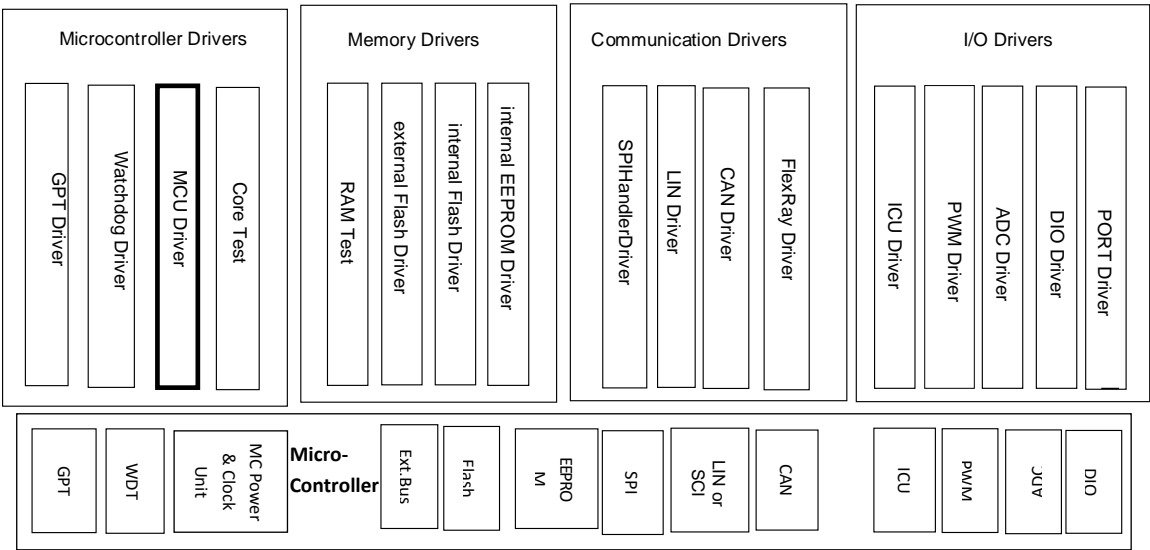 Microcontroller Drivers
GPT Driver
Watchdog Driver
MCU Driver
Core Test
Memory Drivers
RAM Test
external Flash Driver
internal Flash Driver
internal EEPROM Driver
Communication Drivers
SPIHandlerDriver
LIN Driver
CAN Driver
FlexRay Driver
I/O Drivers
ICU Driver
PWM Driver
ADC Driver
DIO Driver
PORT Driver
GPT
WDT
MC Power
& Clock
Unit
Micro-
Controller
Ext.Bus
Flash
EEPRO
M
SPI
LIN or
SCI
CAN
ICU
PWM
ADC
DIO